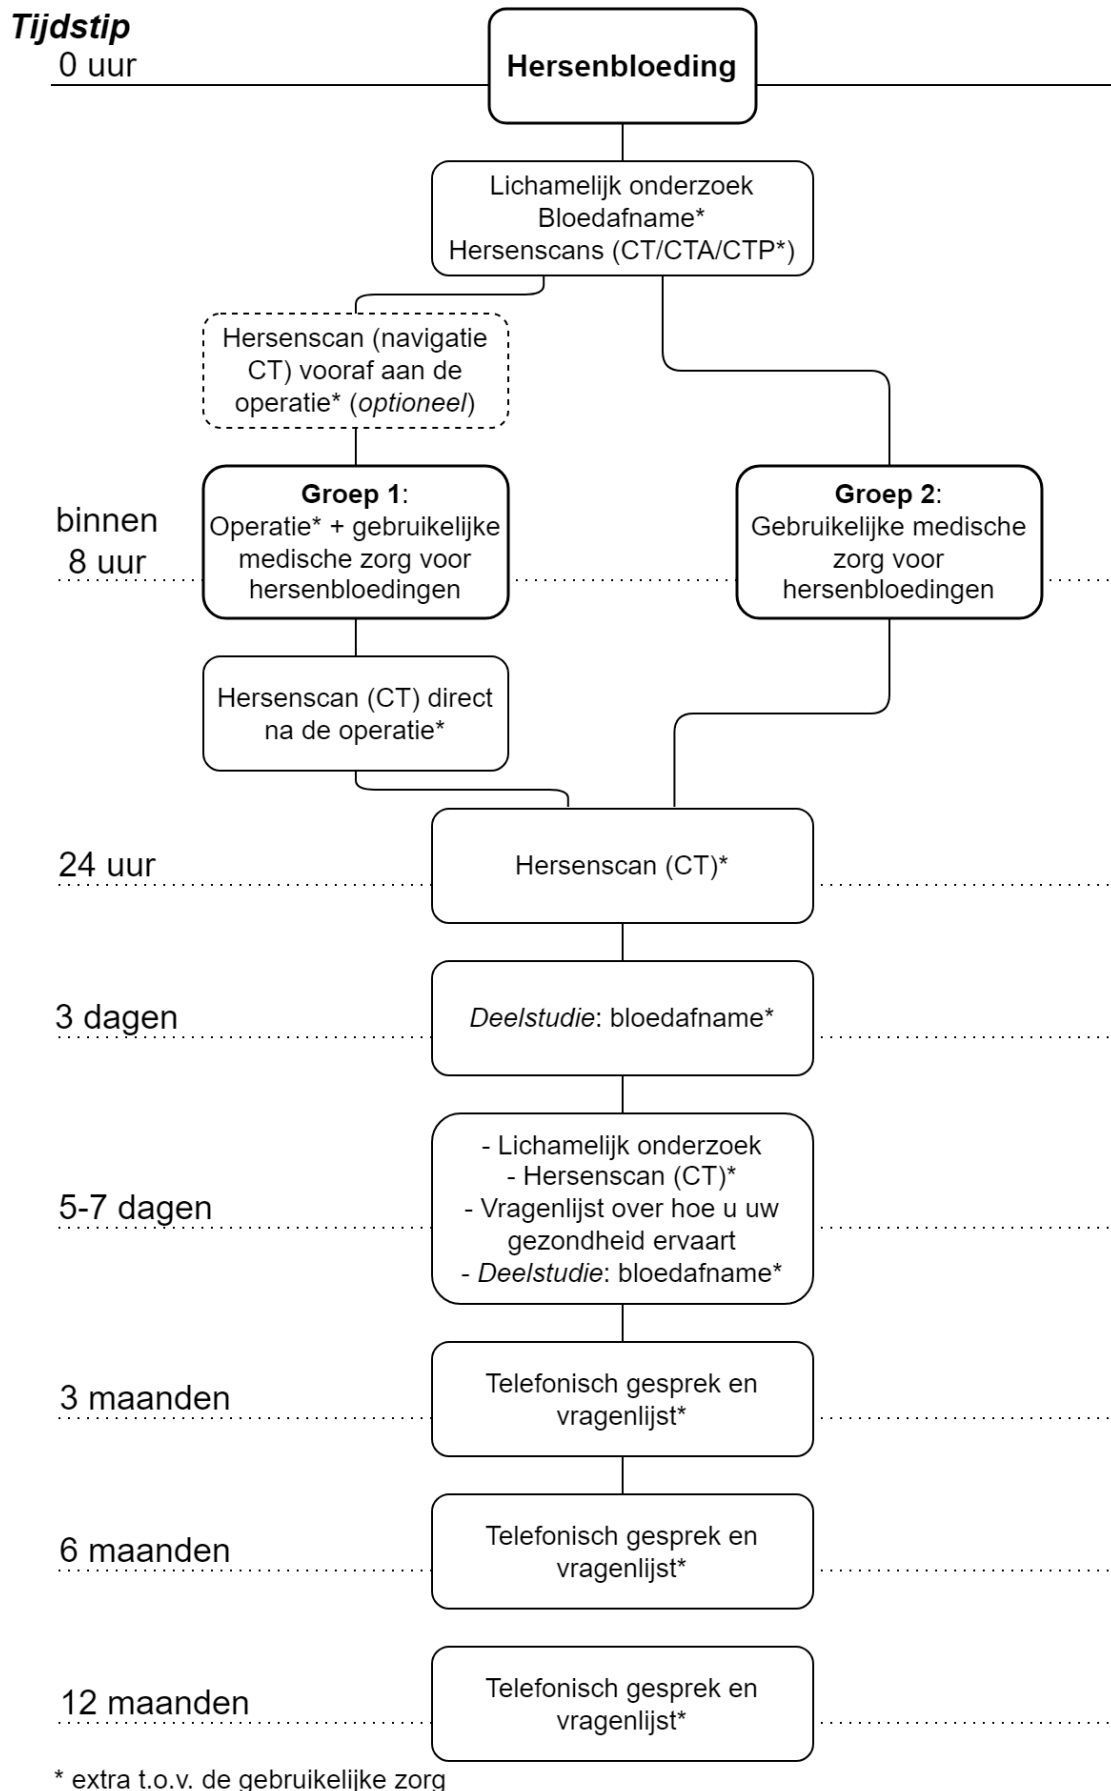 Tijdstip
0 uur
Hersenbloeding
Lichamelijk onderzoek
Bloedafname*
Hersenscans (CT/CTA/CTP*)
Hersenscan (navigatie
CT) vooraf aan de
operatie* (optioneel)
binnen
8 uur
Groep 1:
Operatie* + gebruikelijke
medische zorg voor
hersenbloedingen
Groep 2:
Gebruikelijke medische
zorg voor
hersenbloedingen
Hersenscan (CT) direct
na de operatie*
24 uur
Hersenscan (CT)*
3 dagen
Deelstudie: bloedafname*
5-7 dagen
- Lichamelijk onderzoek
- Hersenscan (CT)*
- Vragenlijst over hoe u uw
gezondheid ervaart
- Deelstudie: bloedafname*
3 maanden
Telefonisch gesprek en
vragenlijst*
6 maanden
Telefonisch gesprek en
vragenlijst*
12 maanden
Telefonisch gesprek en
vragenlijst*
* extra t.o.v. de gebruikelijke zorg